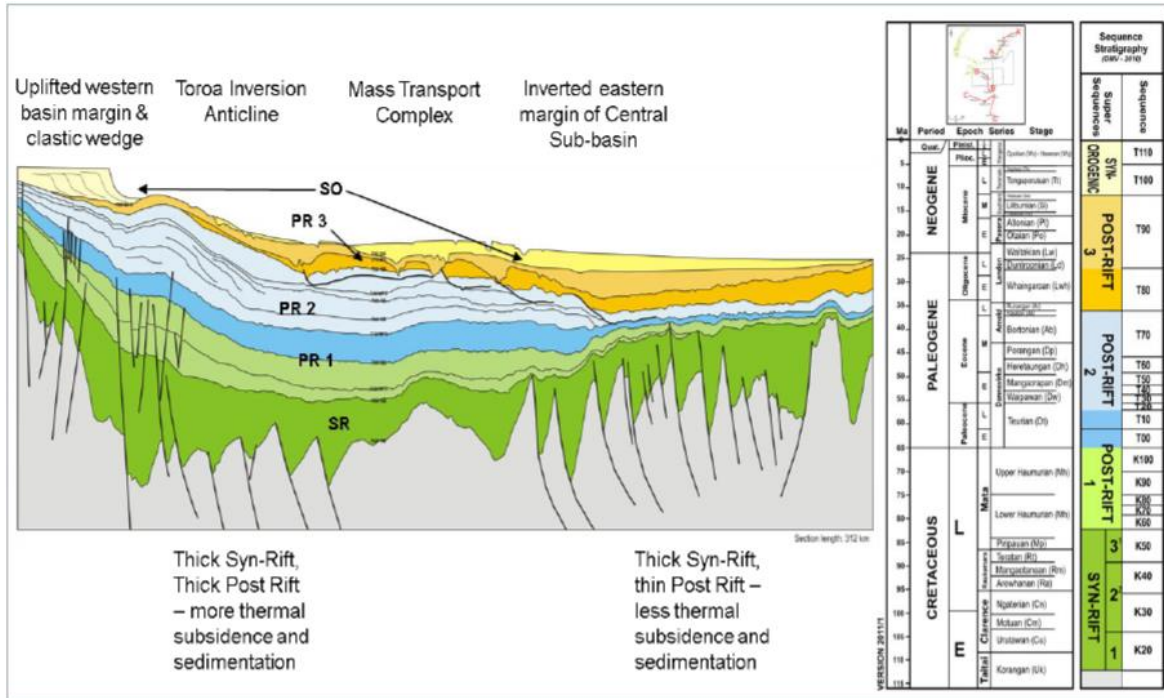 Uplifted western
basin margin &
clastic wedge
Toroa Inversion
Anticline
Mass Transport
Complex
Inverted eastern
margin of Central
Sub-basin
SO
PR 3
PR 2
PR 1
SR
Section length: 312 km
Thick Syn-Rift,
Thick Post Rift
– more thermal
subsidence and
sedimentation
Thick Syn-Rift,
thin Post Rift –
less thermal
subsidence and
sedimentation
VERSION 2011/1
Ma Period Epoch Series Stage
Quat.
Pleist.
Plio.
NEOGENE
Miocene
L
M
E
PALEOGENE
Oligocene
L
E
Eocene
L
M
E
Paleocene
L
E
CRETACEOUS
L
E
Landon
Arnold
Mata
Clarence
Taitai
Tongaporutuan (Tt)
Lillburnian (Sl)
Altonian (Pl)
Otaian (Po)
Waitakian (Lw)
Duntroonian (Ld)
Whaingaroan (Lwh)
Bortonian (Ab)
Porangan (Dp)
Heretaungan (Dh)
Mangaorapan (Dm)
Waipawan (Dw)
Teurian (Dt)
Upper Haumurian (Mh)
Lower Haumurian (Mh)
Piripauan (Mp)
Teratan (Rt)
Mangaotanean (Rm)
Arowhanan (Ra)
Ngaterian (Cn)
Motuan (Cm)
Urutawan (Cu)
Korangan (Uk)
5
10
15
20
25
30
35
40
45
50
55
60
65
70
75
80
85
90
95
100
105
110
115
Sequence
Stratigraphy
(OMV - 2010)
Super
Sequences
Sequence
SYN-
OROGENIC
POST-RIFT
3
POST-RIFT
2
POST-RIFT
1
SYN-RIFT
3
2
1
T110
T100
T90
T80
T70
T60
T50
T40
T30
T20
T10
T00
K100
K90
K80
K70
K60
K50
K40
K30
K20